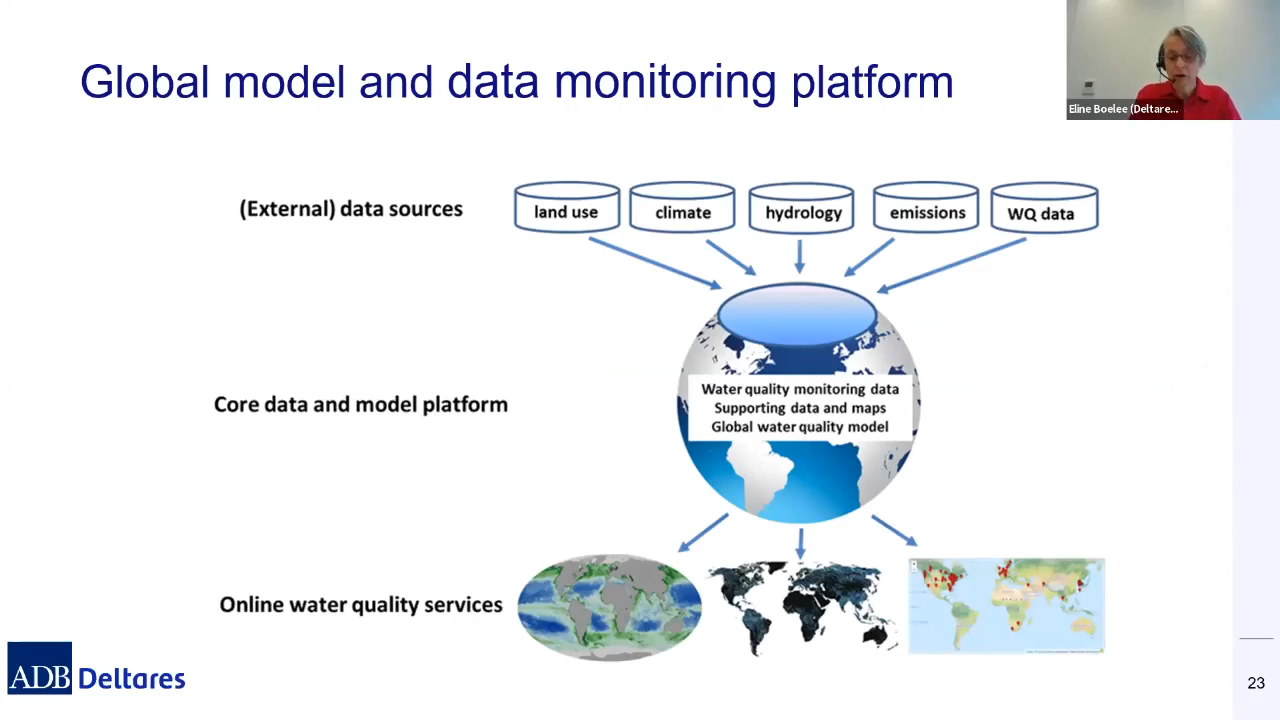 Global model and data monitoring platform
Eline Boelee (Deltare...
(External) data sources
land use
climate
hydrology
emissions
WQ data
Core data and model platform
Water quality monitoring data
Supporting data and maps
Global water quality model
Online water quality services
ADB Deltares
23